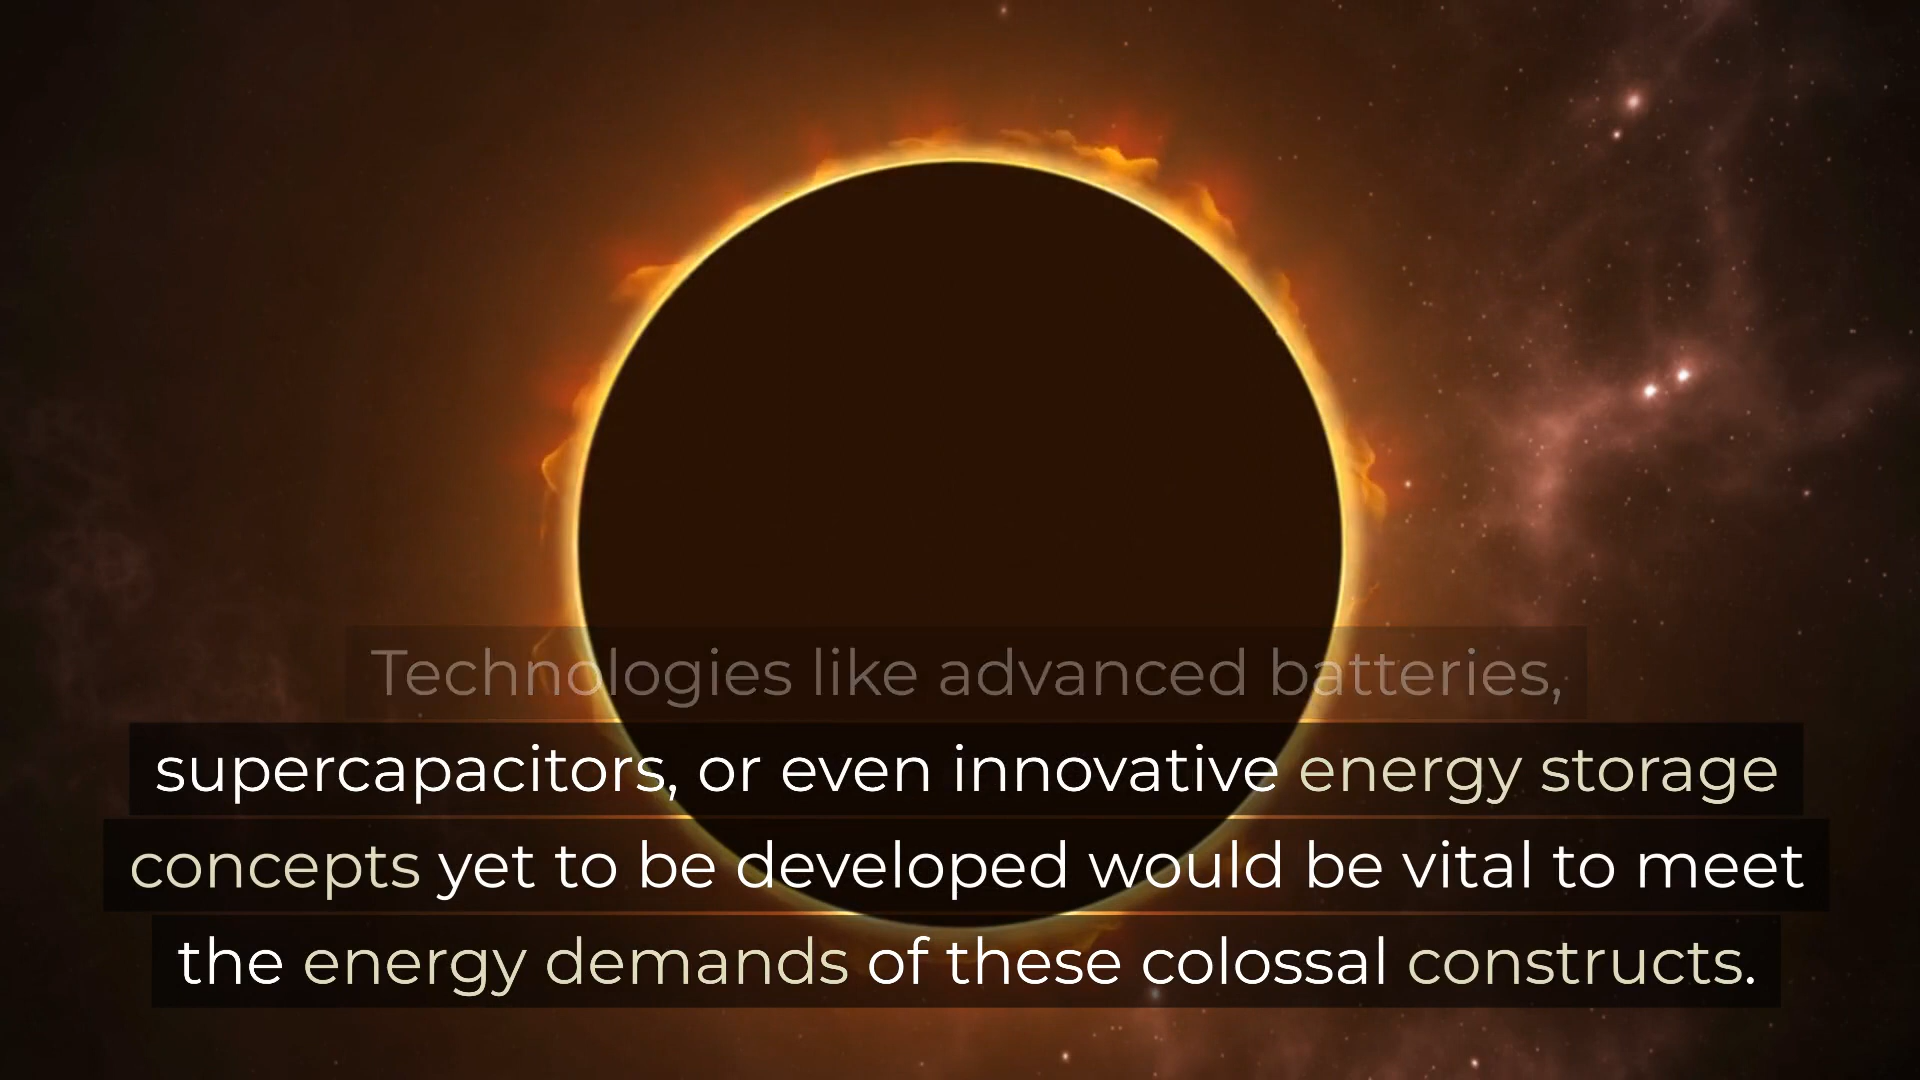 Technologies like advanced batteries,
supercapacitors, or even innovative energy storage
concepts yet to be developed would be vital to meet
the energy demands of these colossal constructs.